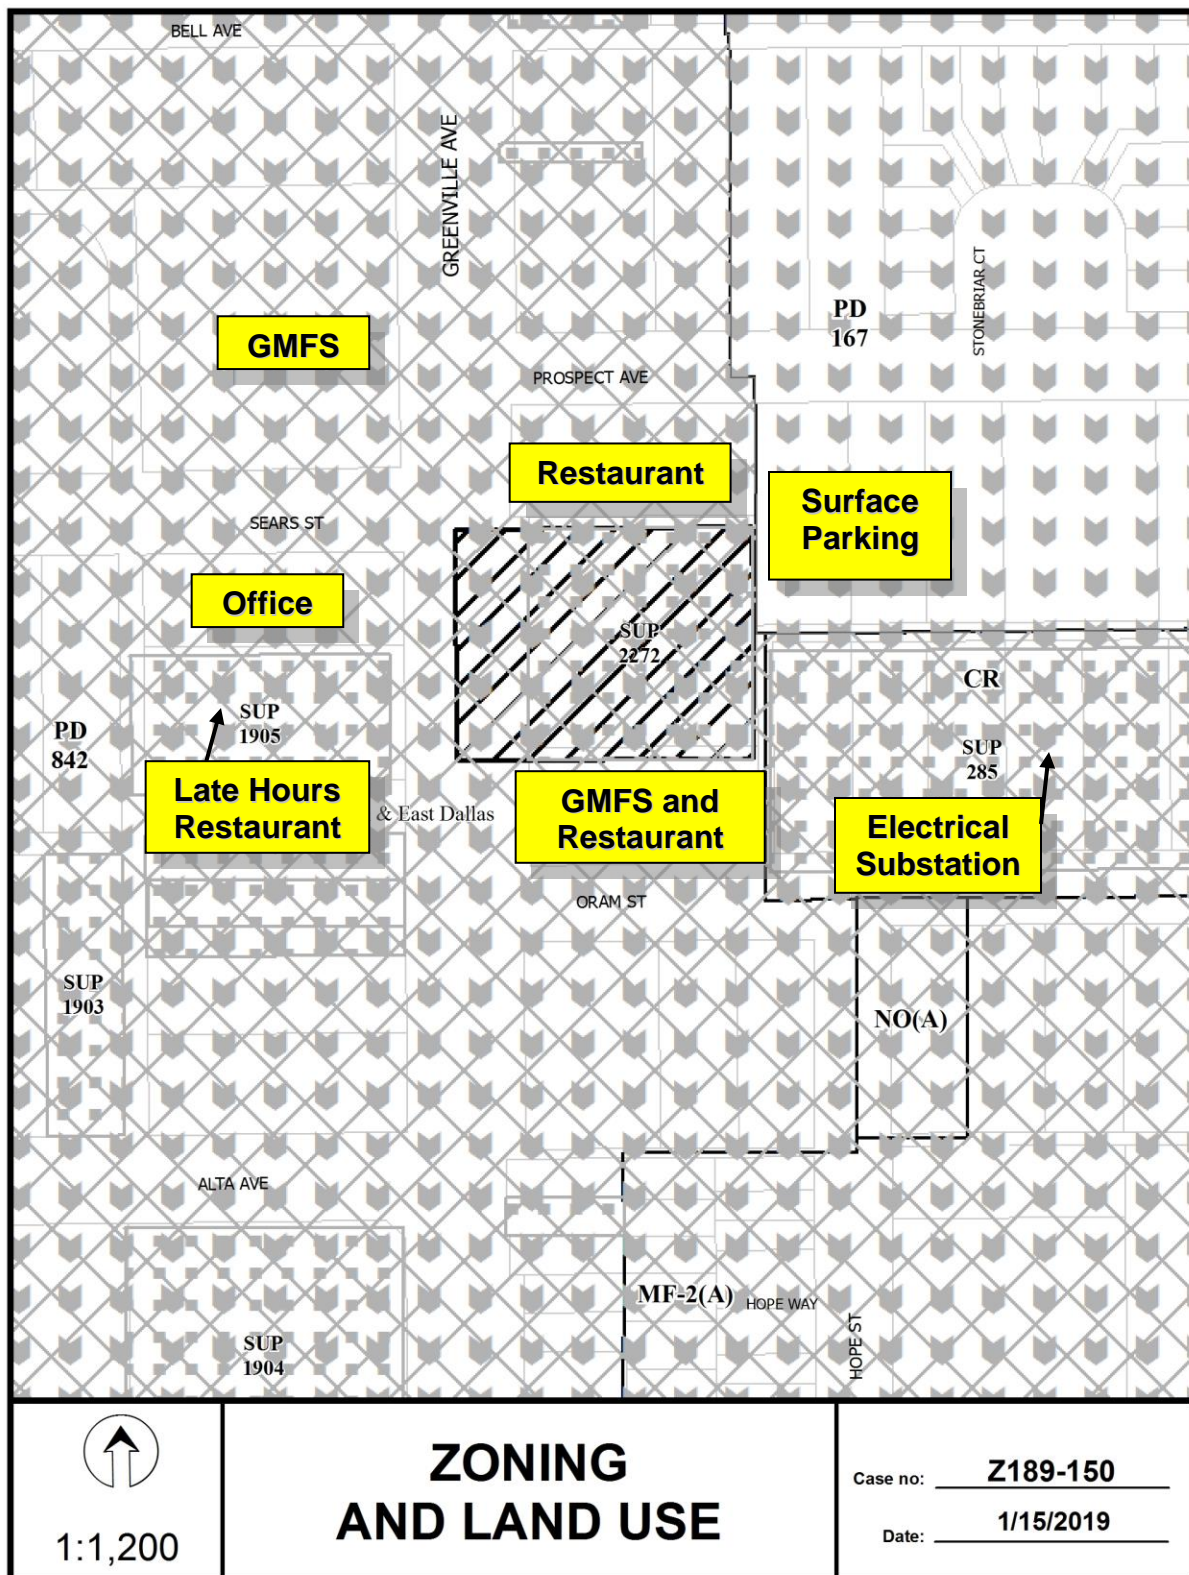 BELL AVE
GREENVILLE AVE
STONEBRIAR CT
PD
167
GMFS
PROSPECT AVE
Restaurant
Surface
Parking
SEARS ST
Office
SUP
2272
CR
SUP
1905
PD
842
SUP
285
Late Hours
Restaurant
& East Dallas
GMFS and
Restaurant
Electrical
Substation
ORAM ST
SUP
1903
NO(A)
ALTA AVE
MF-2(A)
HOPE WAY
HOPE ST
SUP
1904
1:1,200
ZONING
AND LAND USE
Case no: Z189-150
Date: 1/15/2019